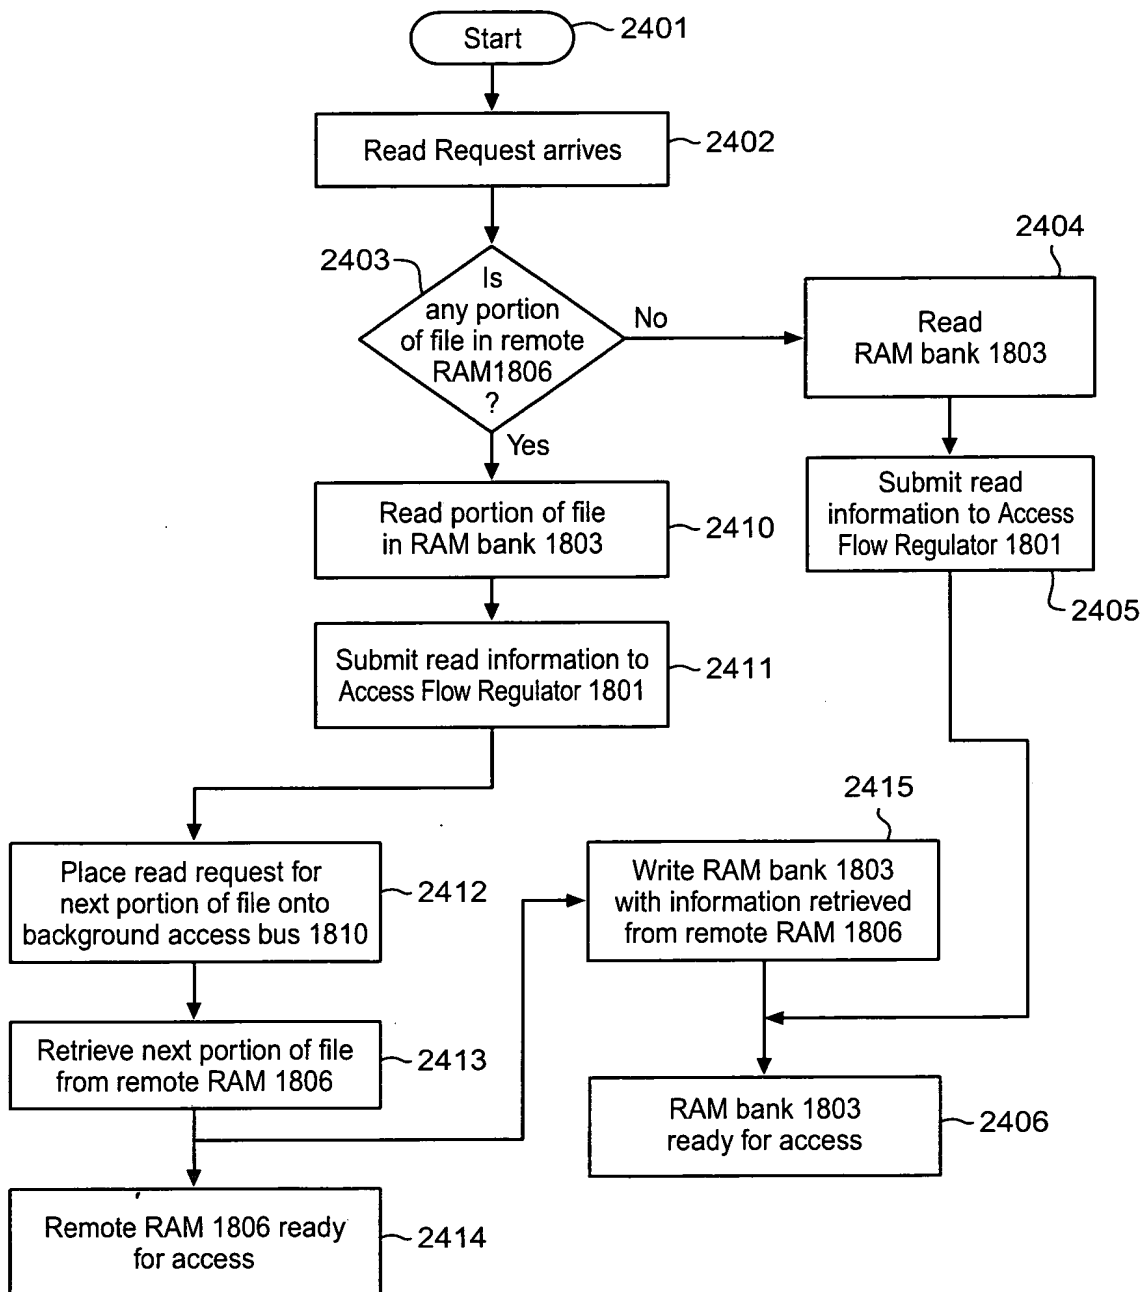 Start
2401
Read Request arrives
2402
2403
Is
any portion
of file in remote
RAM1806
?
No
Yes
2404
Read
RAM bank 1803
Submit read
information to Access
Flow Regulator 1801
2405
Read portion of file
in RAM bank 1803
2410
Submit read information to
Access Flow Regulator 1801
2411
Place read request for
next portion of file onto
background access bus 1810
2412
2415
Write RAM bank 1803
with information retrieved
from remote RAM 1806
Retrieve next portion of file
from remote RAM 1806
2413
RAM bank 1803
ready for access
2406
Remote RAM 1806 ready
for access
2414